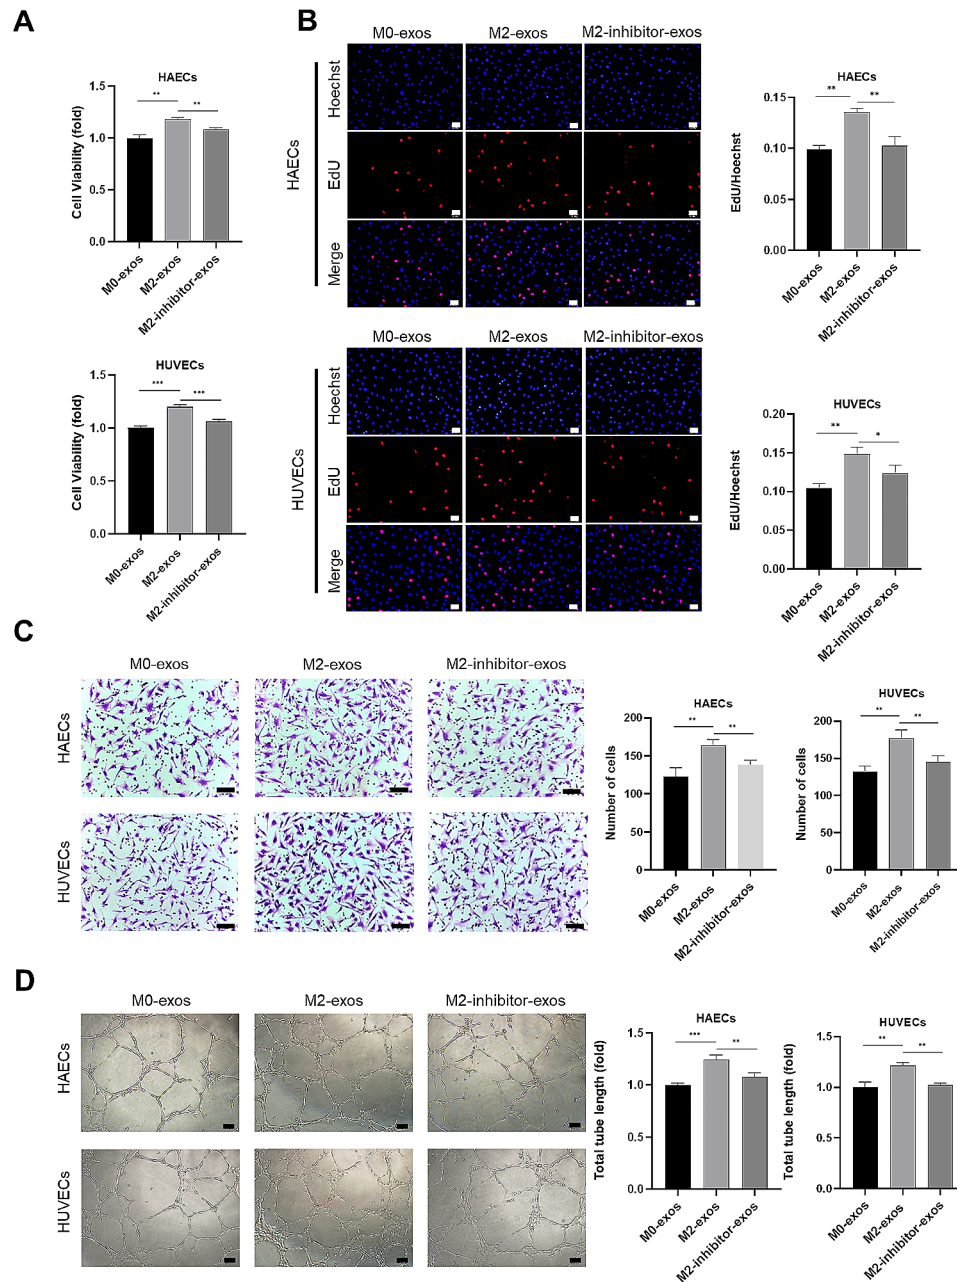 A
HAECs
Cell Viability (fold)
1.5
1.0
0.5
0.0
**
**
M0-exos
M2-exos
M2-inhibitor-exos
HUVECs
Cell Viability (fold)
1.5
1.0
0.5
0.0
***
***
M0-exos
M2-exos
M2-inhibitor-exos
B
M0-exos
M2-exos
M2-inhibitor-exos
HAECs
Hoechst
EdU
Merge
HAECs
EdU/Hoechst
0.15
0.10
0.05
0.00
**
**
M0-exos
M2-exos
M2-inhibitor-exos
M0-exos
M2-exos
M2-inhibitor-exos
HUVECs
Hoechst
EdU
Merge
HUVECs
EdU/Hoechst
0.20
0.15
0.10
0.05
0.00
**
*
M0-exos
M2-exos
M2-inhibitor-exos
C
M0-exos
M2-exos
M2-inhibitor-exos
HAECs
HUVECs
HAECs
Number of cells
200
150
100
50
0
**
**
M0-exos
M2-exos
M2-inhibitor-exos
HUVECs
Number of cells
200
150
100
50
0
**
**
M0-exos
M2-exos
M2-inhibitor-exos
D
M0-exos
M2-exos
M2-inhibitor-exos
HAECs
HUVECs
HAECs
Total tube length (fold)
1.5
1.0
0.5
0.0
***
**
M0-exos
M2-exos
M2-inhibitor-exos
HUVECs
Total tube length (fold)
1.5
1.0
0.5
0.0
**
**
M0-exos
M2-exos
M2-inhibitor-exos